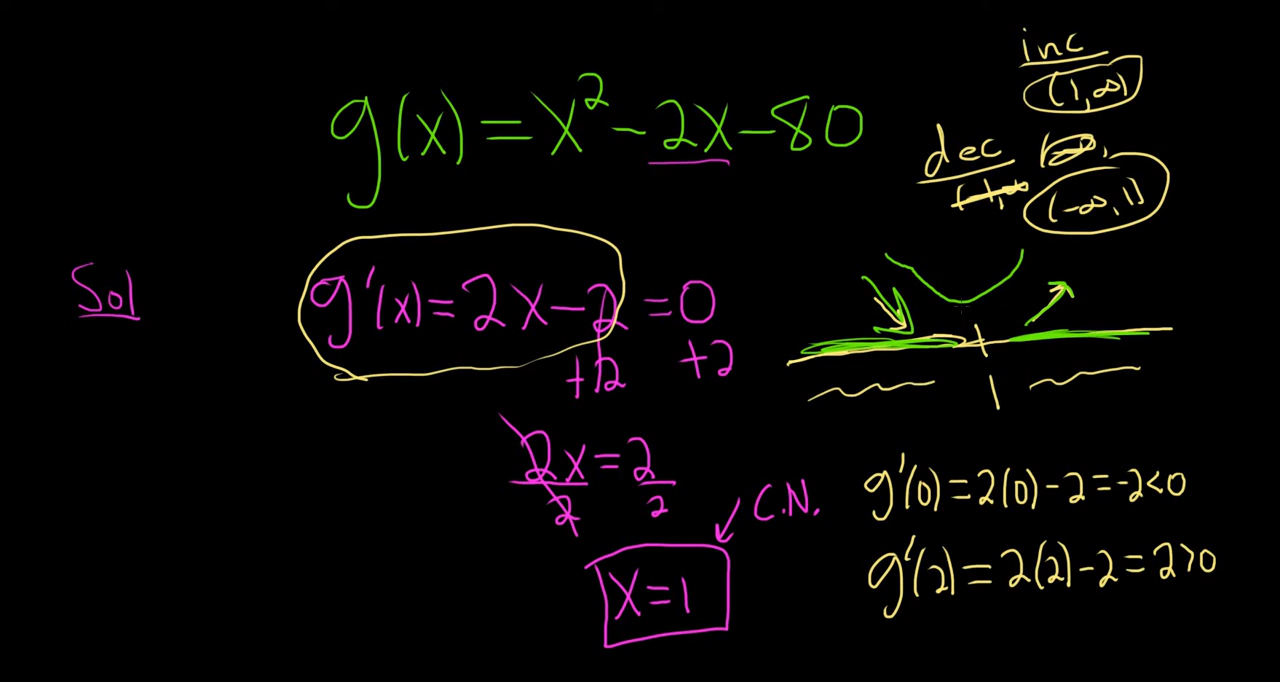 g(x) = x² - 2x - 80
inc
(1, ∞)
dec
(-∞, 1)
Sol
g'(x) = 2x - 2 = 0
+2 +2
2x = 2
2 2
C.N.
x = 1
1
g'(0) = 2(0) - 2 = -2 < 0
g'(2) = 2(2) - 2 = 2 > 0